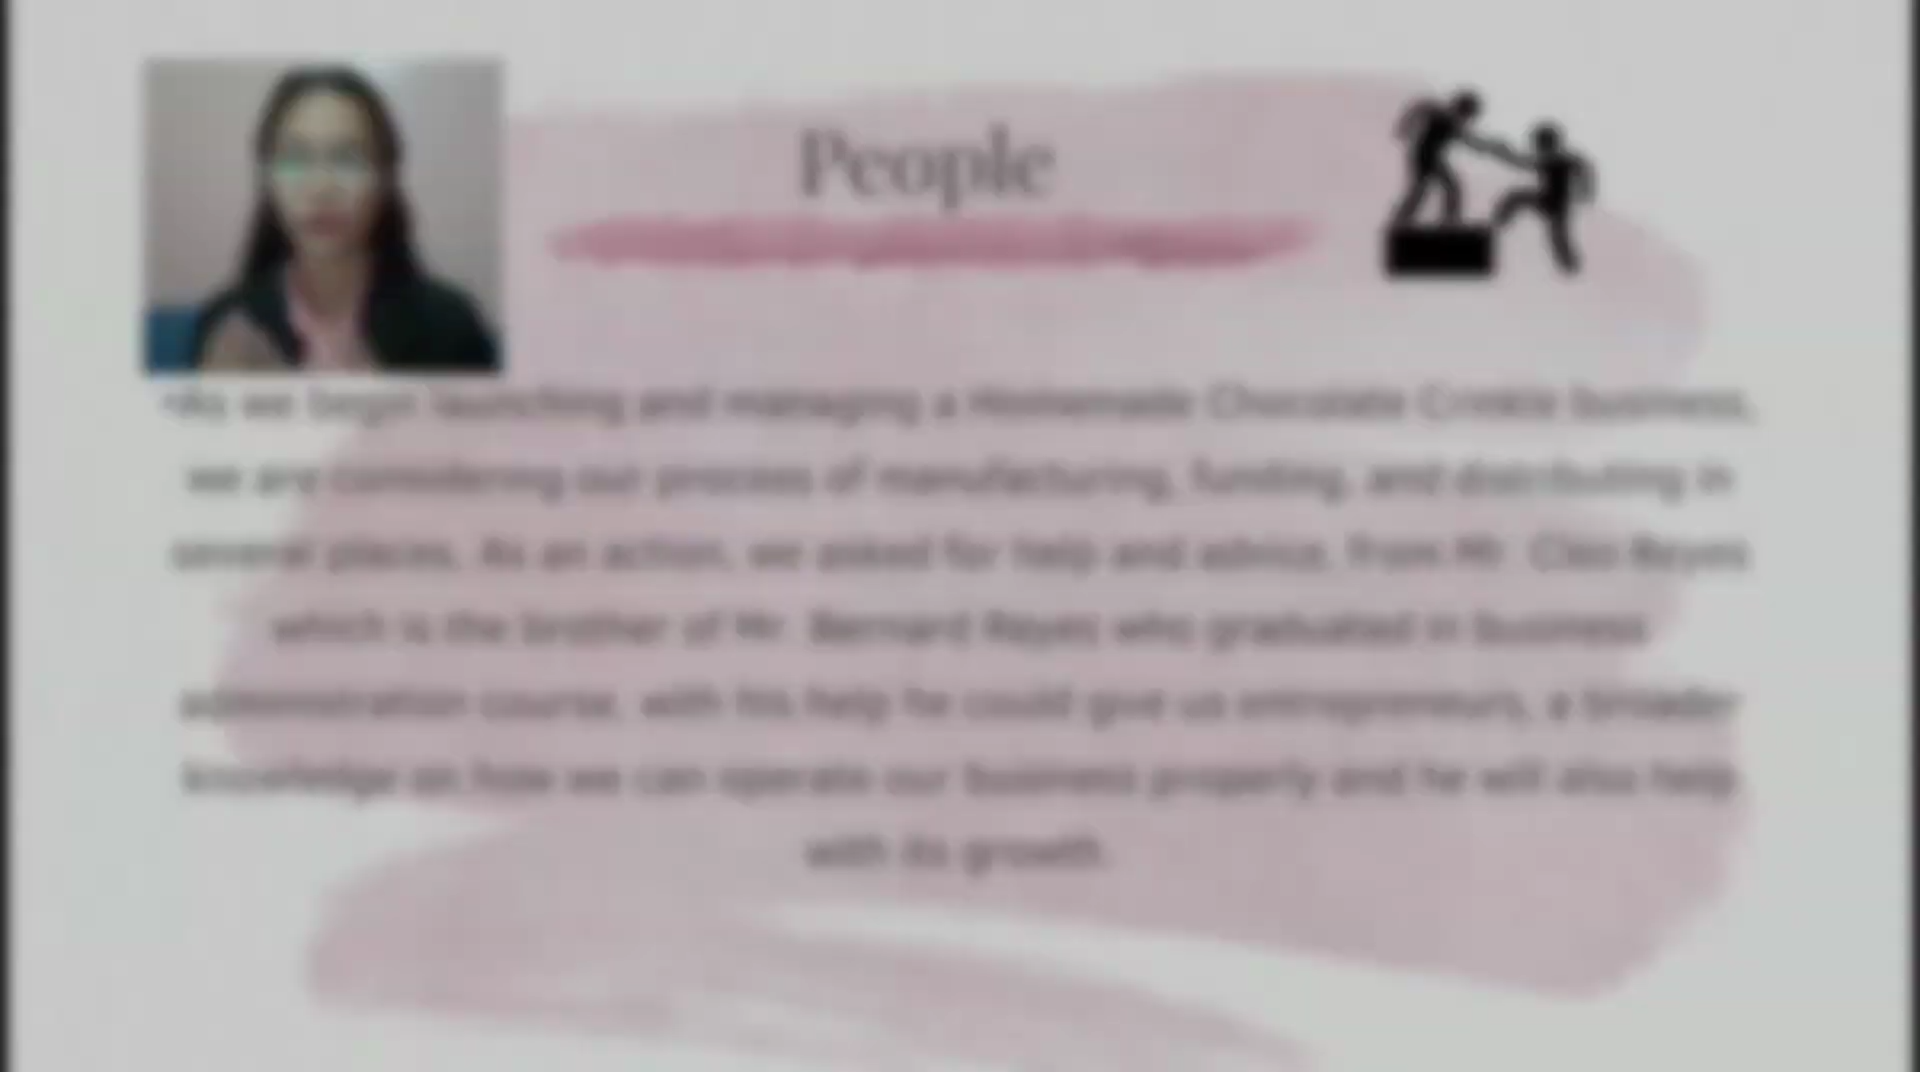 People
•As we begin launching and managing a Homemade Chocolate Crinkle business,
we are considering our process of manufacturing, funding, and distributing in
several places. As an action, we asked for help and advice, from Mr. Cleo Reyes
which is the brother of Mr. Bernard Reyes who graduated in business
administration course, with his help he could give us entrepreneurs, a broader
knowledge on how we can operate our business properly and he will also help
with its growth.